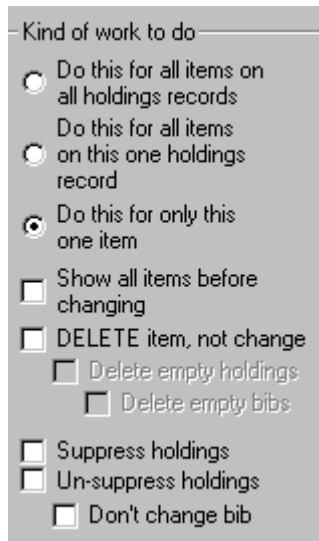 Kind of work to do
Do this for all items on
all holdings records
Do this for all items
on this one holdings
record
Do this for only this
one item
Show all items before
changing
DELETE item, not change
Delete empty holdings
Delete empty bibs
Suppress holdings
Un-suppress holdings
Don't change bib